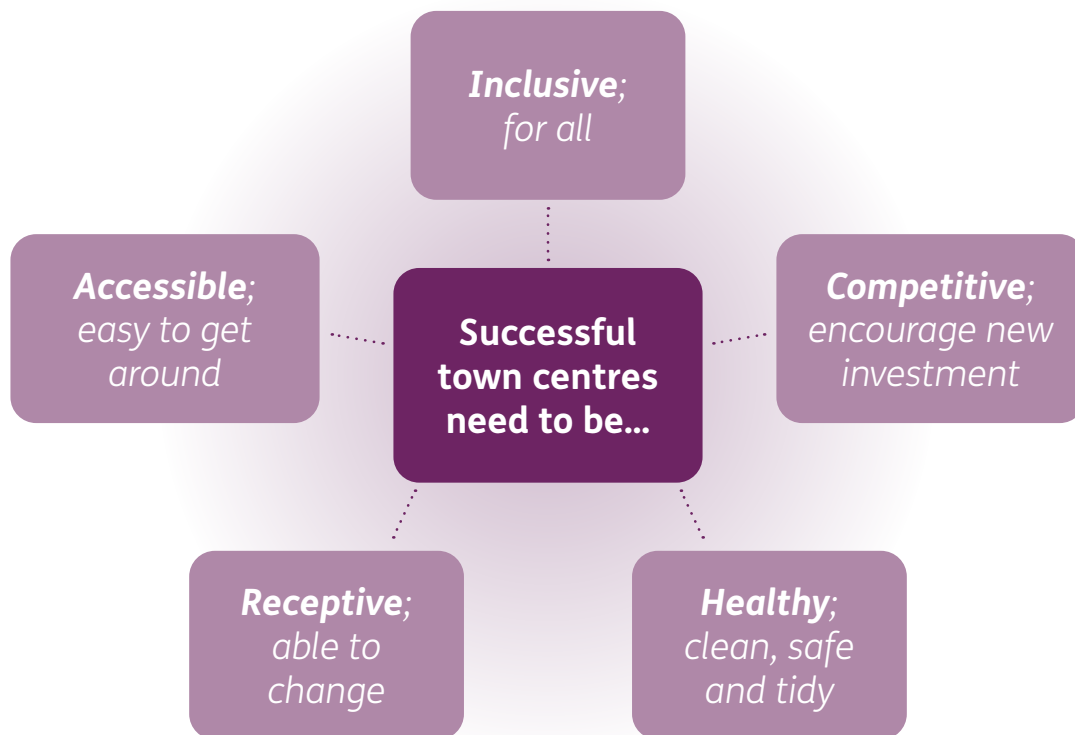 Inclusive;
for all
Accessible;
easy to get
around
Successful
town centres
need to be...
Competitive;
encourage new
investment
Receptive;
able to
change
Healthy;
clean, safe
and tidy